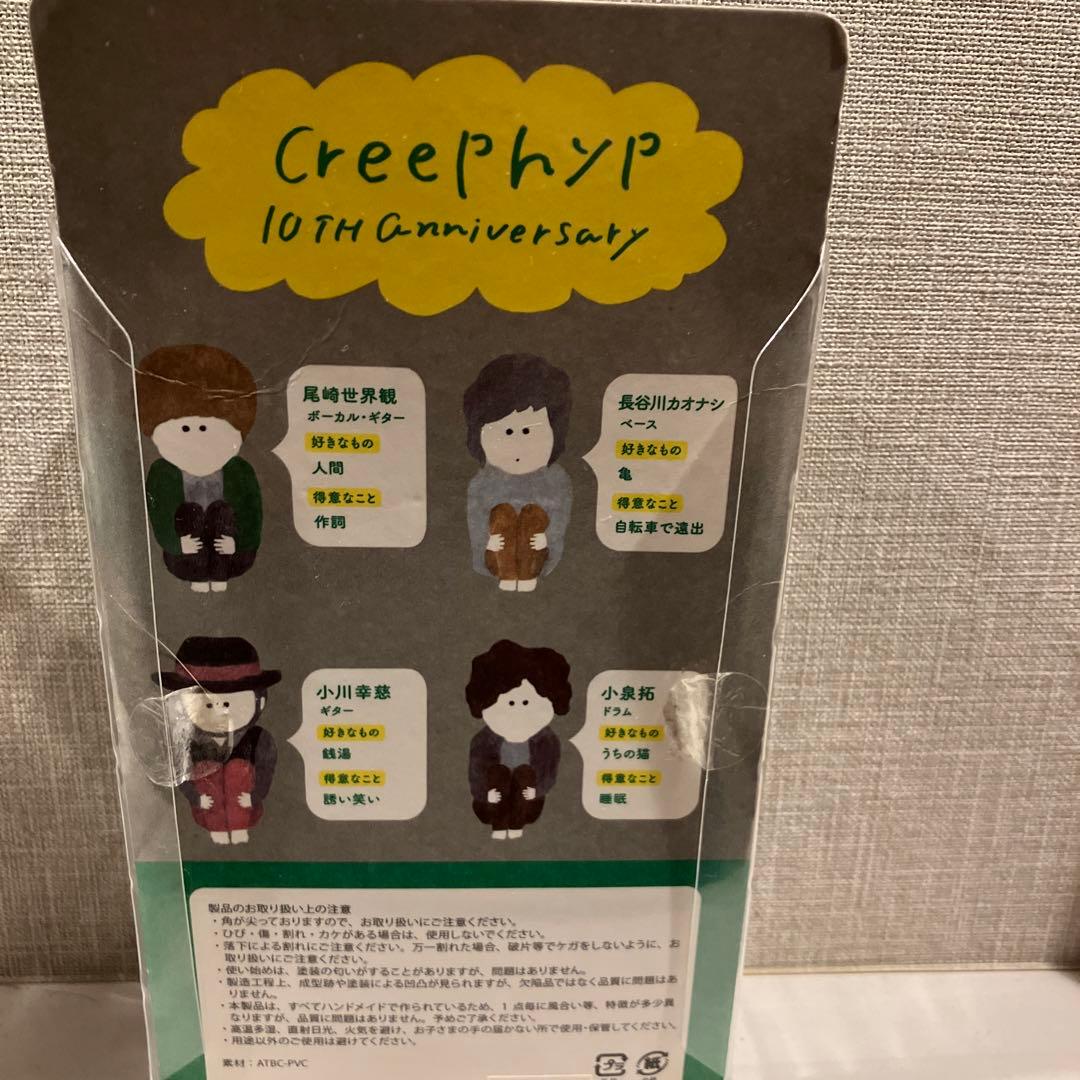 Creephyp
10TH anniversary
尾崎世界観
ボーカル・ギター
好きなもの
人間
得意なこと
作詞
長谷川カオナシ
ベース
好きなもの
亀
得意なこと
自転車で遠出
小川幸慈
ギター
好きなもの
銭湯
得意なこと
誘い笑い
小泉拓
ドラム
好きなもの
うちの猫
得意なこと
睡眠
製品のお取り扱い上の注意
・角が尖っておりますので、お取り扱いにご注意ください。
・ひび・傷・割れ・カケがある場合は、使用しないでください。
・落下による割れにご注意ください。万一割れた場合、破片等でケガをしないように、お
取り扱いにご注意ください。
・使い始めは、塗装の匂いがすることがありますが、問題はありません。
・製造工程上、成型跡や塗装による凹凸が見られますが、欠陥品ではなく品質に問題はあ
りません。
・本製品は、すべてハンドメイドで作られているため、1 点毎に風合い等、特徴が多少異
なりますが、品質に問題はありません。予めご了承ください。
・高温多湿、直射日光、火気を避け、お子さまの手の届かない所で使用・保管してください。
・用途以外のご使用は避けてください。
素材：ATBC-PVC
プラ
紙